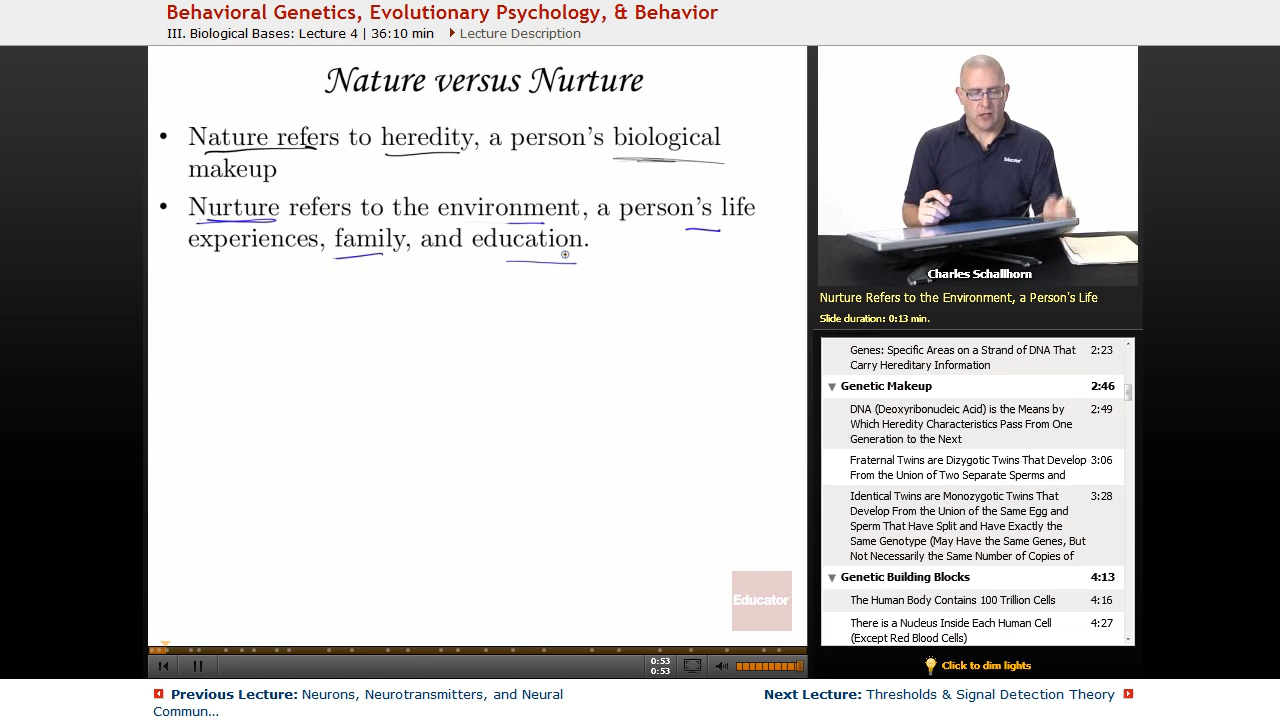 Behavioral Genetics, Evolutionary Psychology, & Behavior
III. Biological Bases: Lecture 4 | 36:10 min
Lecture Description
Nature versus Nurture
• Nature refers to heredity, a person's biological
makeup
• Nurture refers to the environment, a person's life
experiences, family, and education.
Educator
Educator
Charles Schallhorn
Nurture Refers to the Environment, a Person's Life
Slide duration: 0:13 min.
Genes: Specific Areas on a Strand of DNA That 2:23
Carry Hereditary Information
Genetic Makeup 2:46
DNA (Deoxyribonucleic Acid) is the Means by 2:49
Which Heredity Characteristics Pass From One
Generation to the Next
Fraternal Twins are Dizygotic Twins That Develop 3:06
From the Union of Two Separate Sperms and
Identical Twins are Monozygotic Twins That 3:28
Develop From the Union of the Same Egg and
Sperm That Have Split and Have Exactly the
Same Genotype (May Have the Same Genes, But
Not Necessarily the Same Number of Copies of
Genetic Building Blocks 4:13
The Human Body Contains 100 Trillion Cells 4:16
There is a Nucleus Inside Each Human Cell 4:27
(Except Red Blood Cells)
0:53
0:53
Click to dim lights
Previous Lecture: Neurons, Neurotransmitters, and Neural
Commun...
Next Lecture: Thresholds & Signal Detection Theory